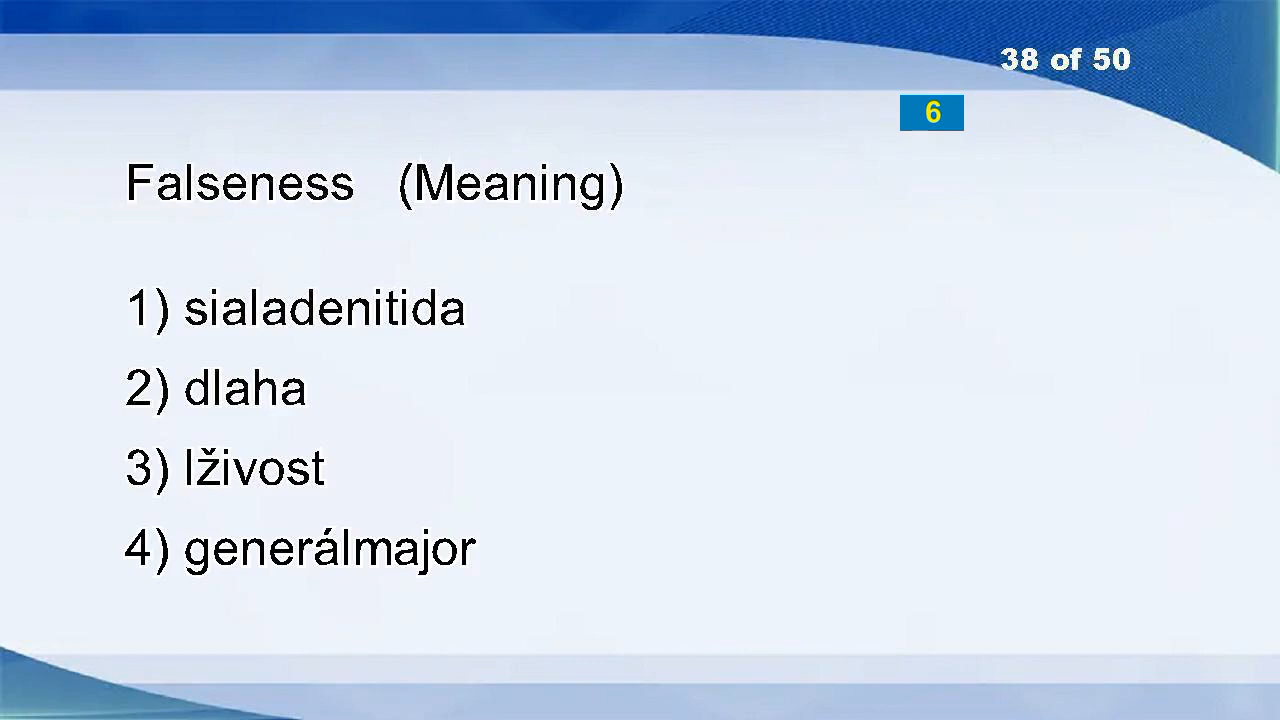 38 of 50
6
Falseness (Meaning)
1) sialadenitida
2) dlaha
3) lživost
4) generálmajor